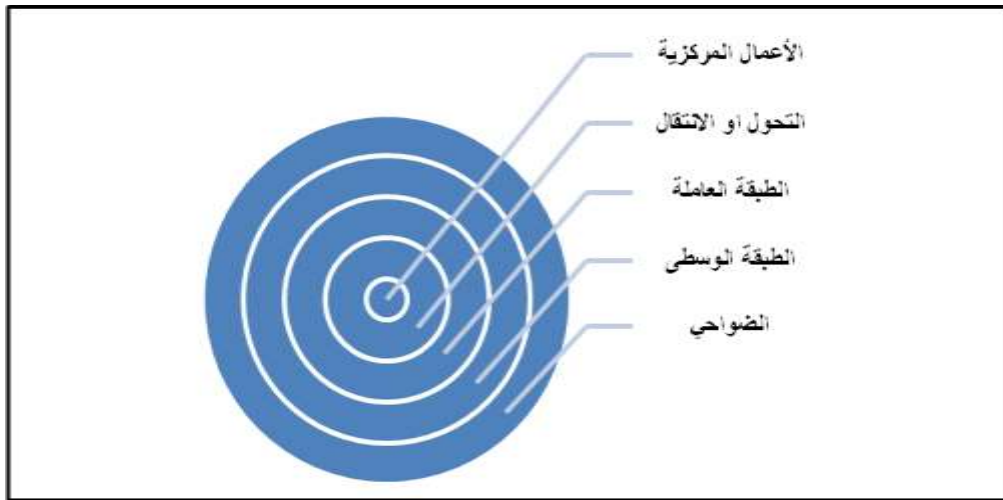 الأعمال المركزية
التحول او الانتقال
الطبقة العاملة
الطبقة الوسطى
الضواحي